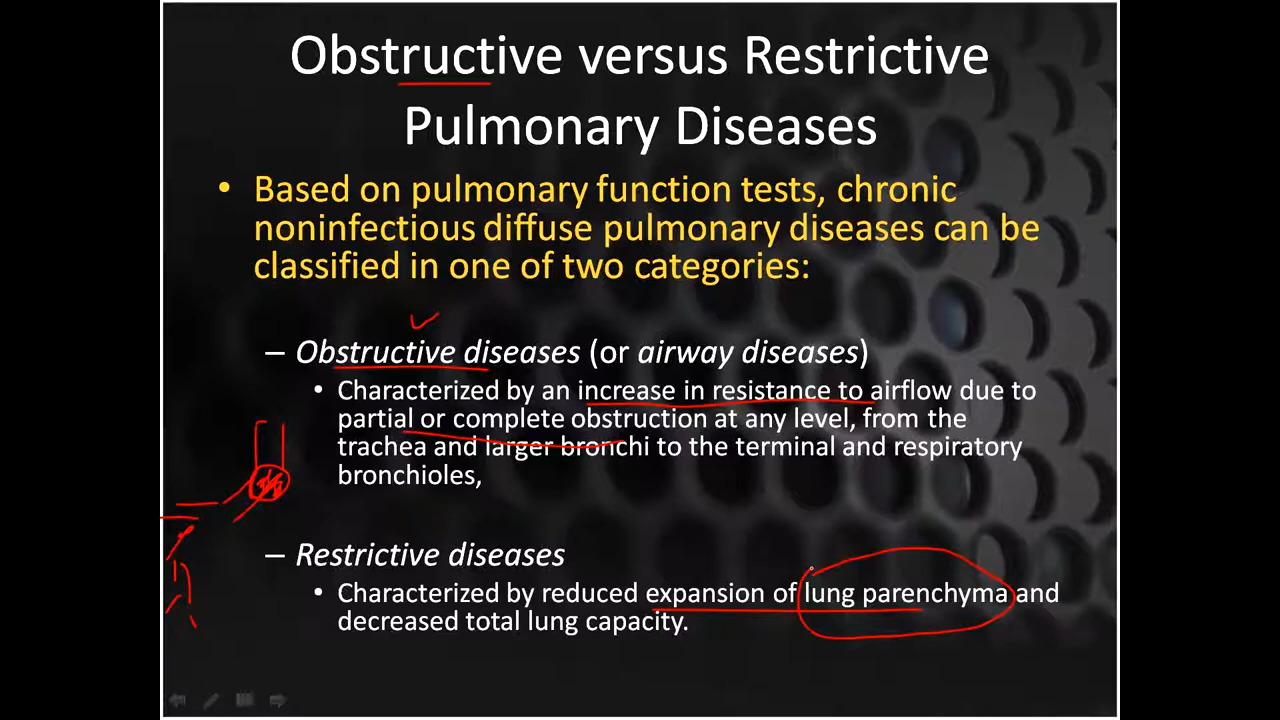 Obstructive versus Restrictive
Pulmonary Diseases
• Based on pulmonary function tests, chronic
noninfectious diffuse pulmonary diseases can be
classified in one of two categories:
– Obstructive diseases (or airway diseases)
• Characterized by an increase in resistance to airflow due to
partial or complete obstruction at any level, from the
trachea and larger bronchi to the terminal and respiratory
bronchioles,
– Restrictive diseases
• Characterized by reduced expansion of lung parenchyma and
decreased total lung capacity.